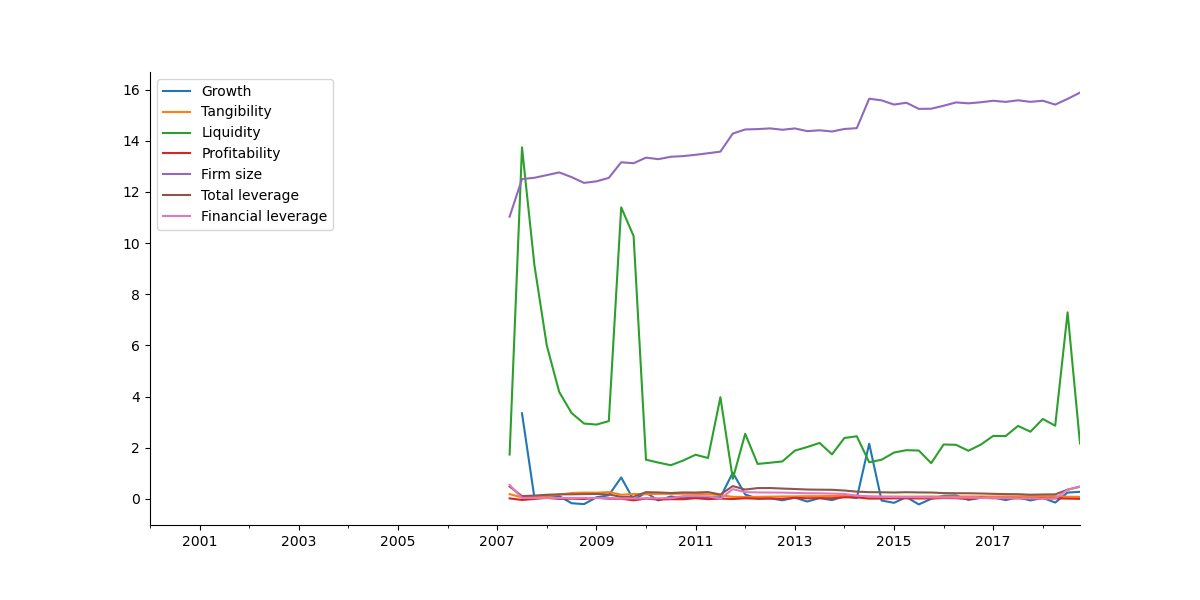 16
14
12
10
8
6
4
2
0
Growth
Tangibility
Liquidity
Profitability
Firm size
Total leverage
Financial leverage
2001 2003 2005 2007 2009 2011 2013 2015 2017